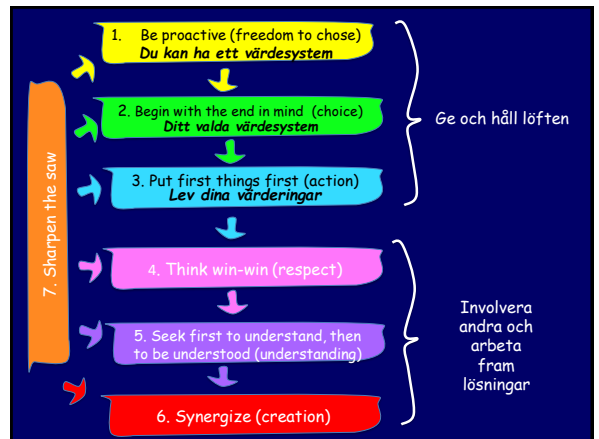 1. Be proactive (freedom to chose)
Du kan ha ett värdesystem
2. Begin with the end in mind (choice)
Ditt valda värdesystem
3. Put first things first (action)
Lev dina värderingar
Ge och håll löften
7. Sharpen the saw
4. Think win-win (respect)
5. Seek first to understand, then
to be understood (understanding)
6. Synergize (creation)
Involvera
andra och
arbeta
fram
lösningar